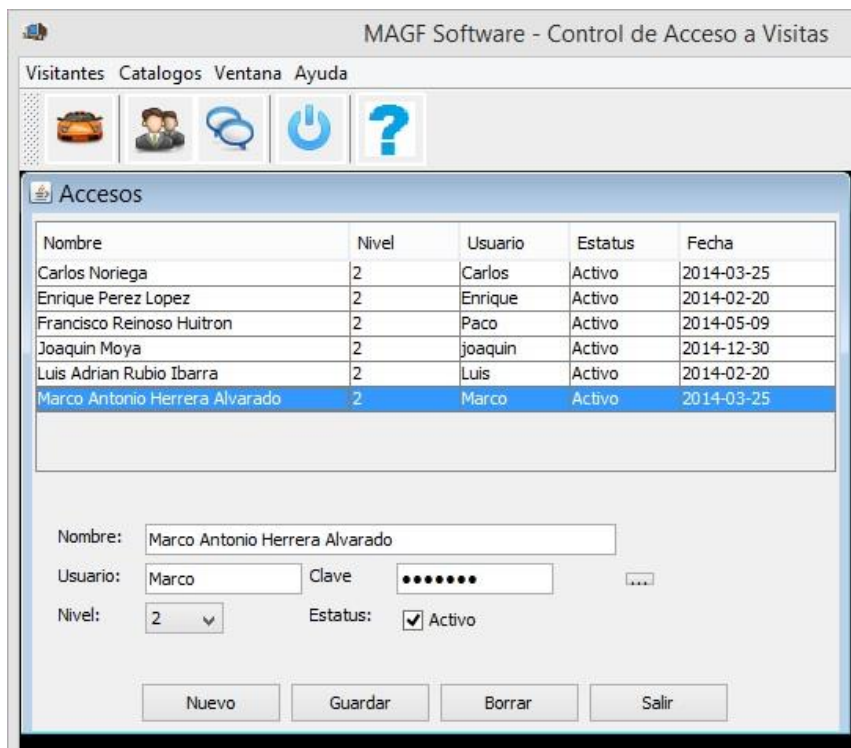 MAGF Software - Control de Acceso a Visitas
Visitantes Catalogos Ventana Ayuda
?
Accesos
Nombre Nivel Usuario Estatus Fecha
Carlos Noriega 2 Carlos Activo 2014-03-25
Enrique Perez Lopez 2 Enrique Activo 2014-02-20
Francisco Reinoso Huitron 2 Paco Activo 2014-05-09
Joaquin Moya 2 joaquin Activo 2014-12-30
Luis Adrian Rubio Ibarra 2 Luis Activo 2014-02-20
Marco Antonio Herrera Alvarado 2 Marco Activo 2014-03-25
Nombre: Marco Antonio Herrera Alvarado
Usuario: Marco Clave ●●●●●●● ...
Nivel: 2 Estatus: Activo
Nuevo Guardar Borrar Salir